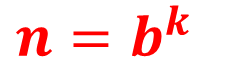 n = b^k